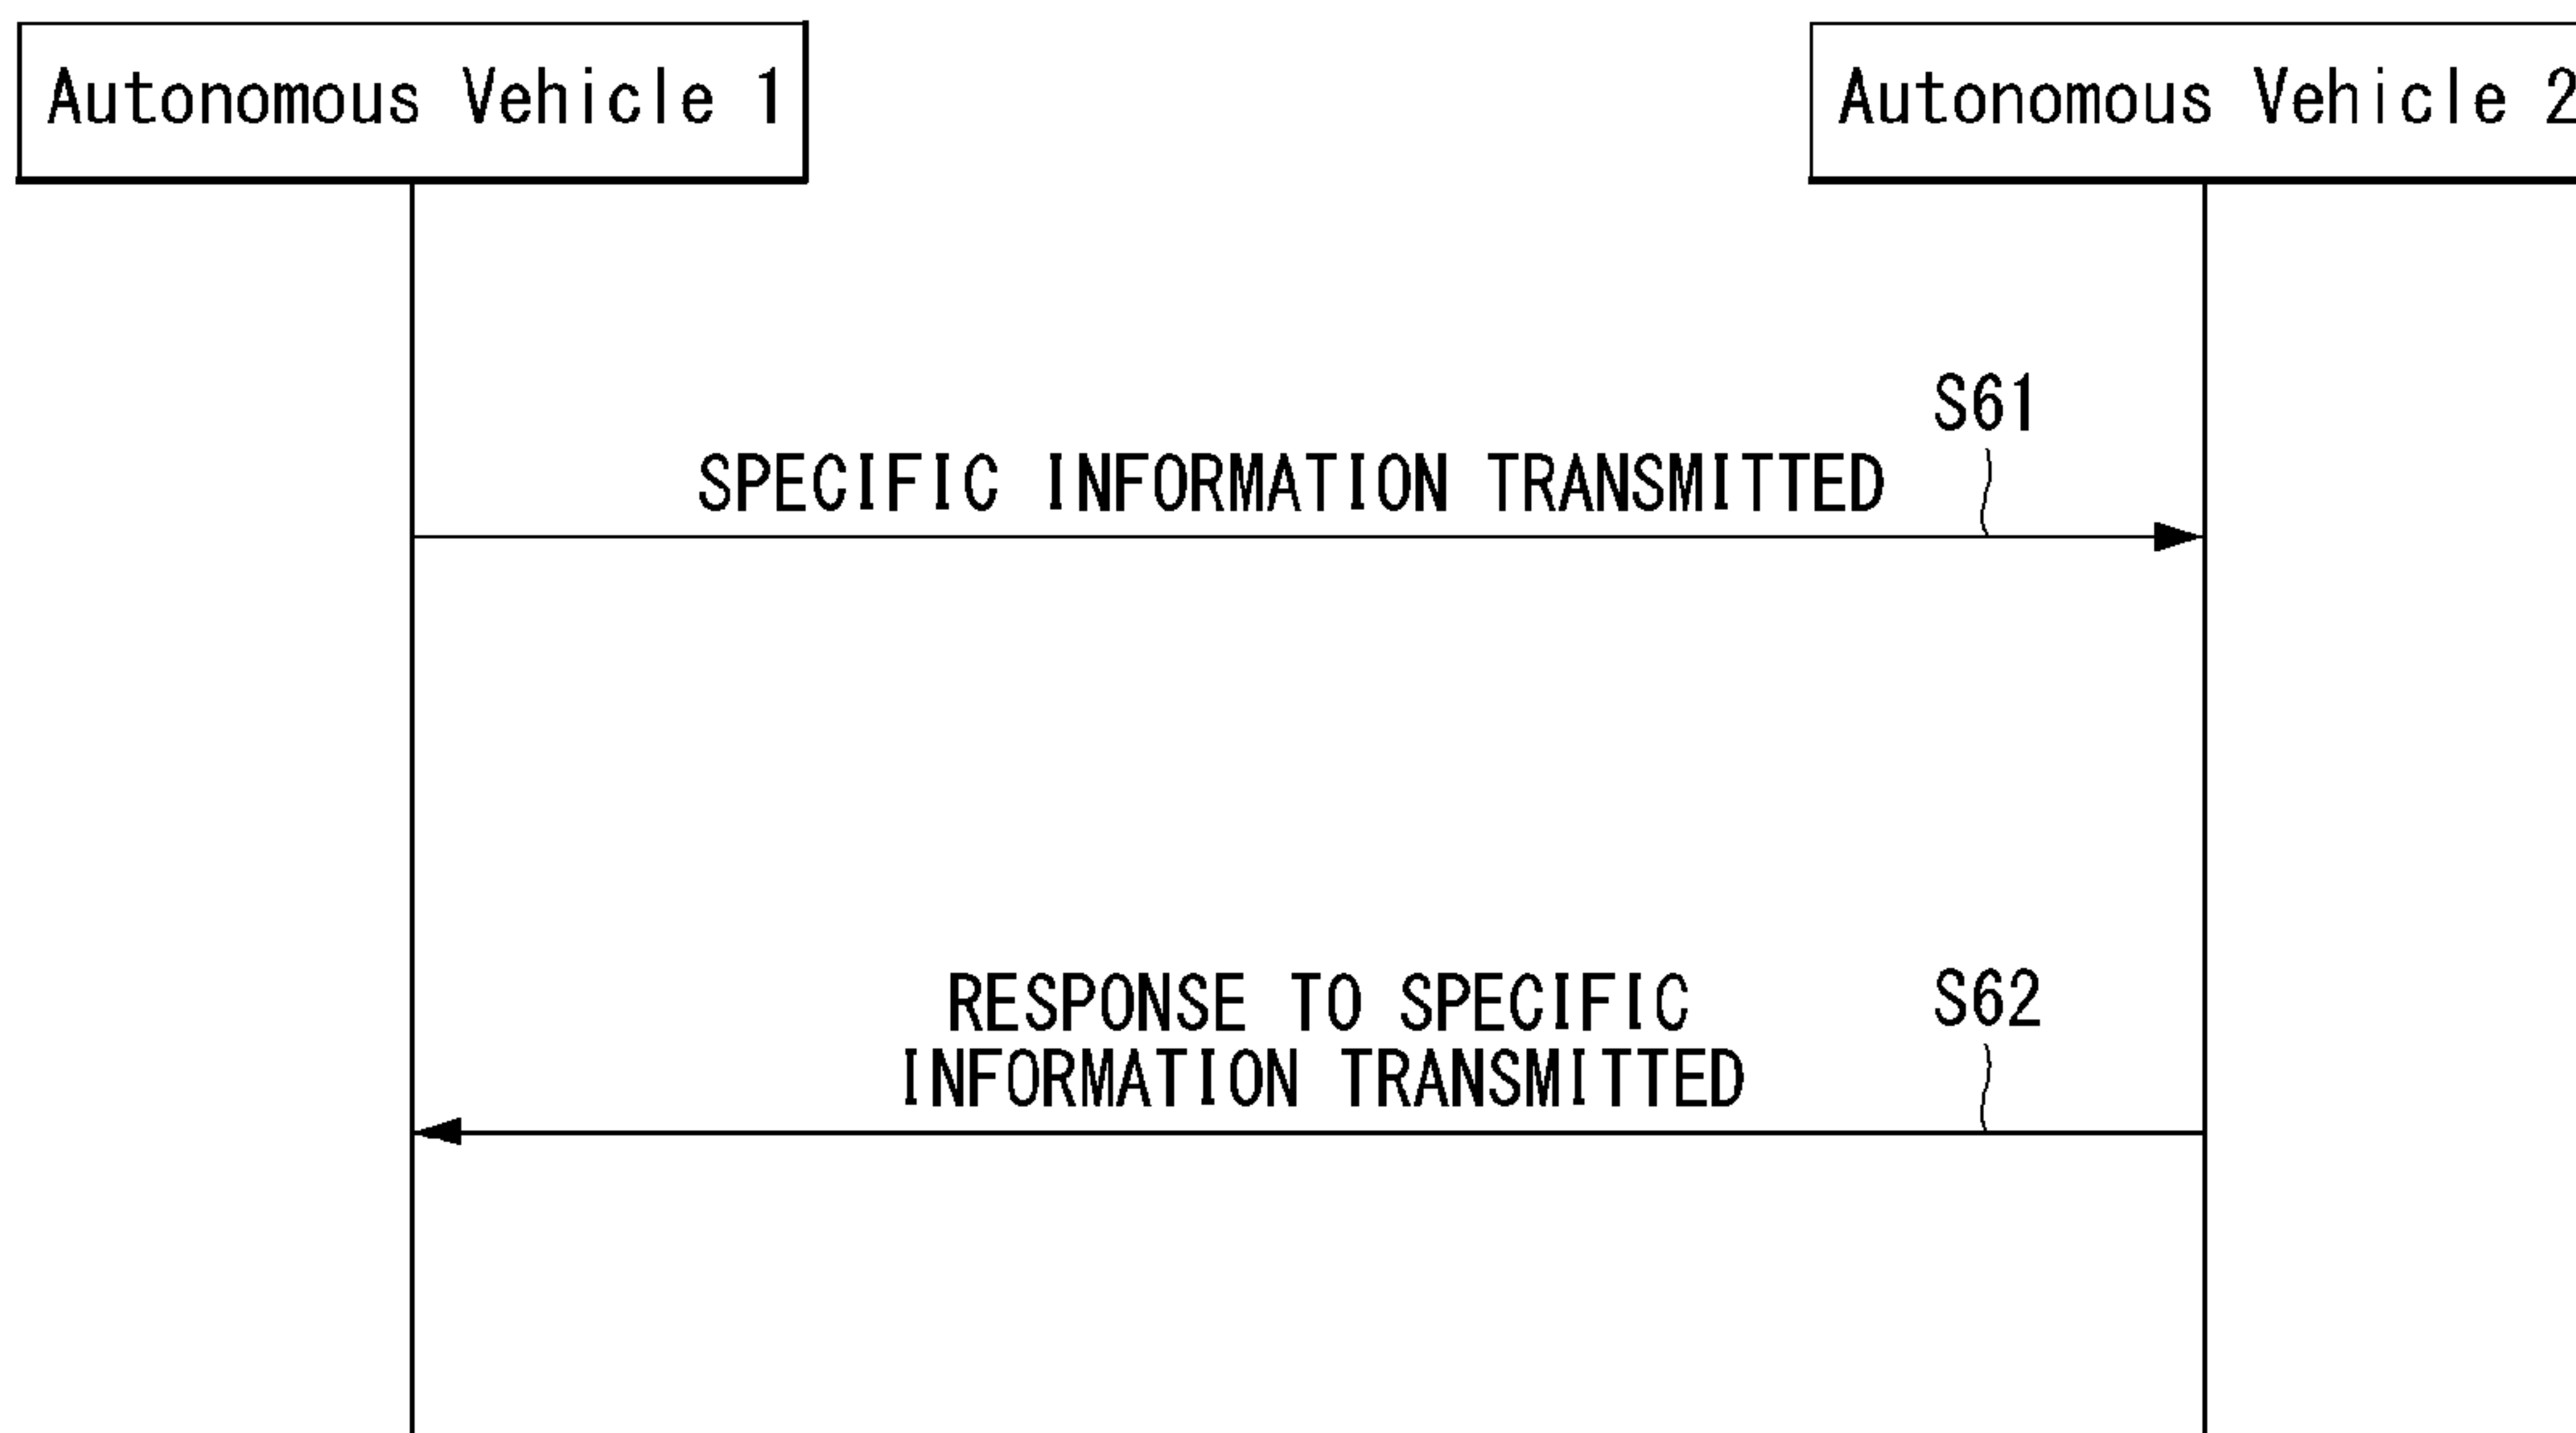 Autonomous Vehicle 1
Autonomous Vehicle 2
S61
SPECIFIC INFORMATION TRANSMITTED
RESPONSE TO SPECIFIC
INFORMATION TRANSMITTED
S62